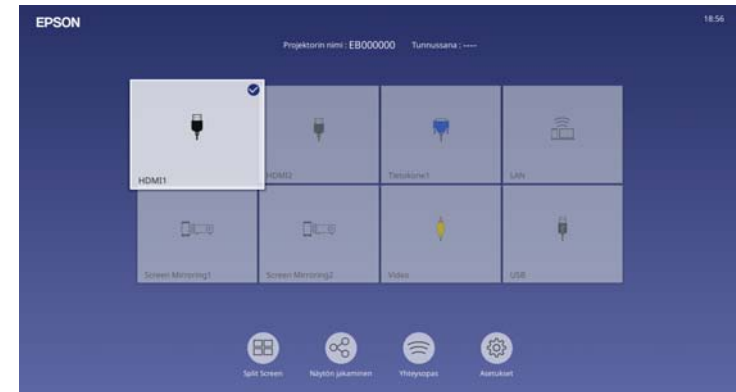 EPSON
18:56
Projektorin nimi : EB000000 Tunnussana : ----
HDMI1
HDMI2
Tietokone1
LAN
Screen Mirroring1
Screen Mirroring2
Video
USB
Split Screen
Näytön jakaminen
Yhteysopas
Asetukset